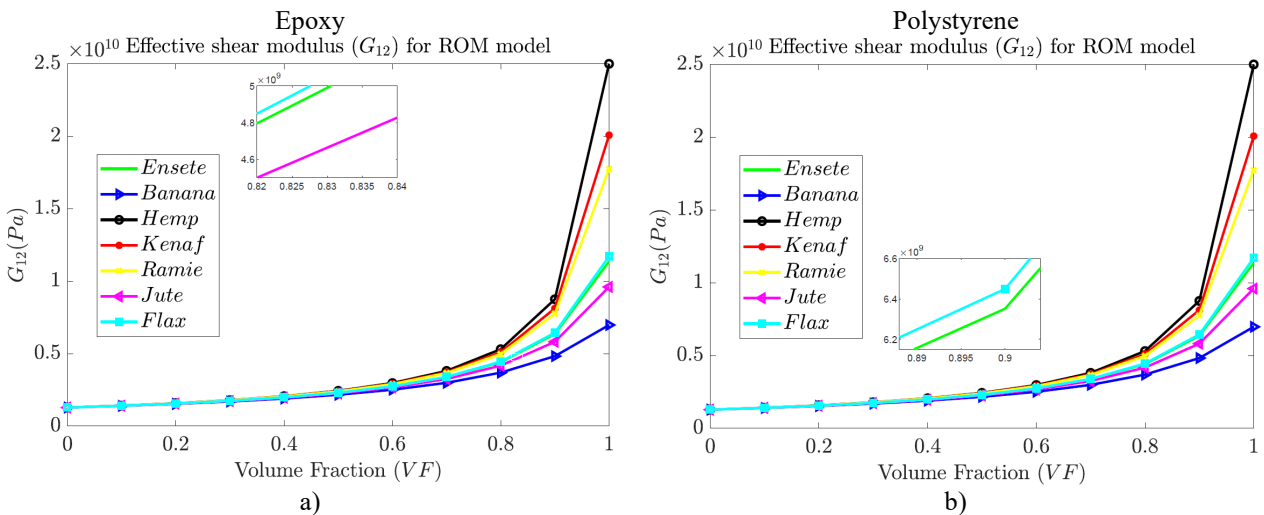 Epoxy
×10^10 Effective shear modulus (G_12) for ROM model
2.5
2
1.5
1
0.5
0
G_12(Pa)
0 0.2 0.4 0.6 0.8 1
Volume Fraction (VF)
×10^9
5
4.8
4.6
0.82 0.825 0.83 0.835 0.84
Ensete
Banana
Hemp
Kenaf
Ramie
Jute
Flax
a)
Polystyrene
×10^10 Effective shear modulus (G_12) for ROM model
2.5
2
1.5
1
0.5
0
G_12(Pa)
0 0.2 0.4 0.6 0.8 1
Volume Fraction (VF)
Ensete
Banana
Hemp
Kenaf
Ramie
Jute
Flax
×10^9
6.6
6.4
6.2
0.89 0.895 0.9
b)